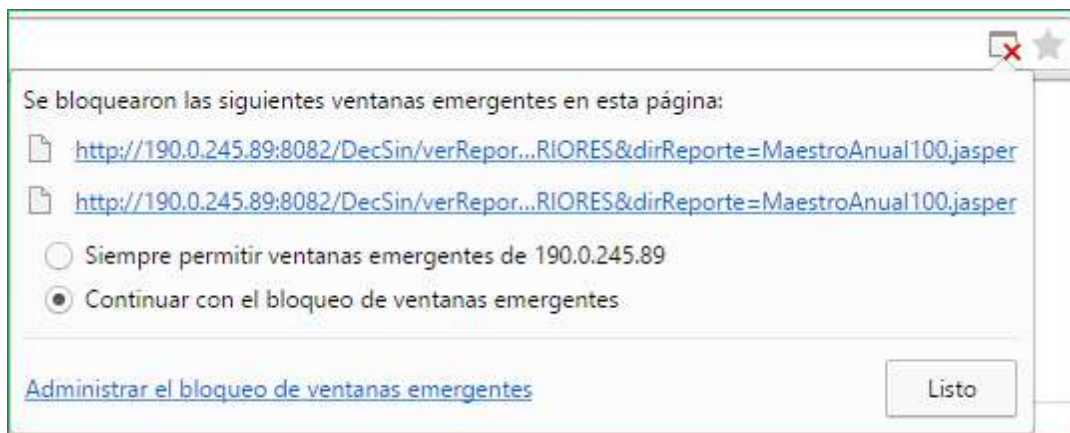 Se bloquearon las siguientes ventanas emergentes en esta página:
http://190.0.245.89:8082/DecSin/verRepor...RIORES&dirReporte=MaestroAnual100.jasper
http://190.0.245.89:8082/DecSin/verRepor...RIORES&dirReporte=MaestroAnual100.jasper
Siempre permitir ventanas emergentes de 190.0.245.89
Continuar con el bloqueo de ventanas emergentes
Administrar el bloqueo de ventanas emergentes
Listo